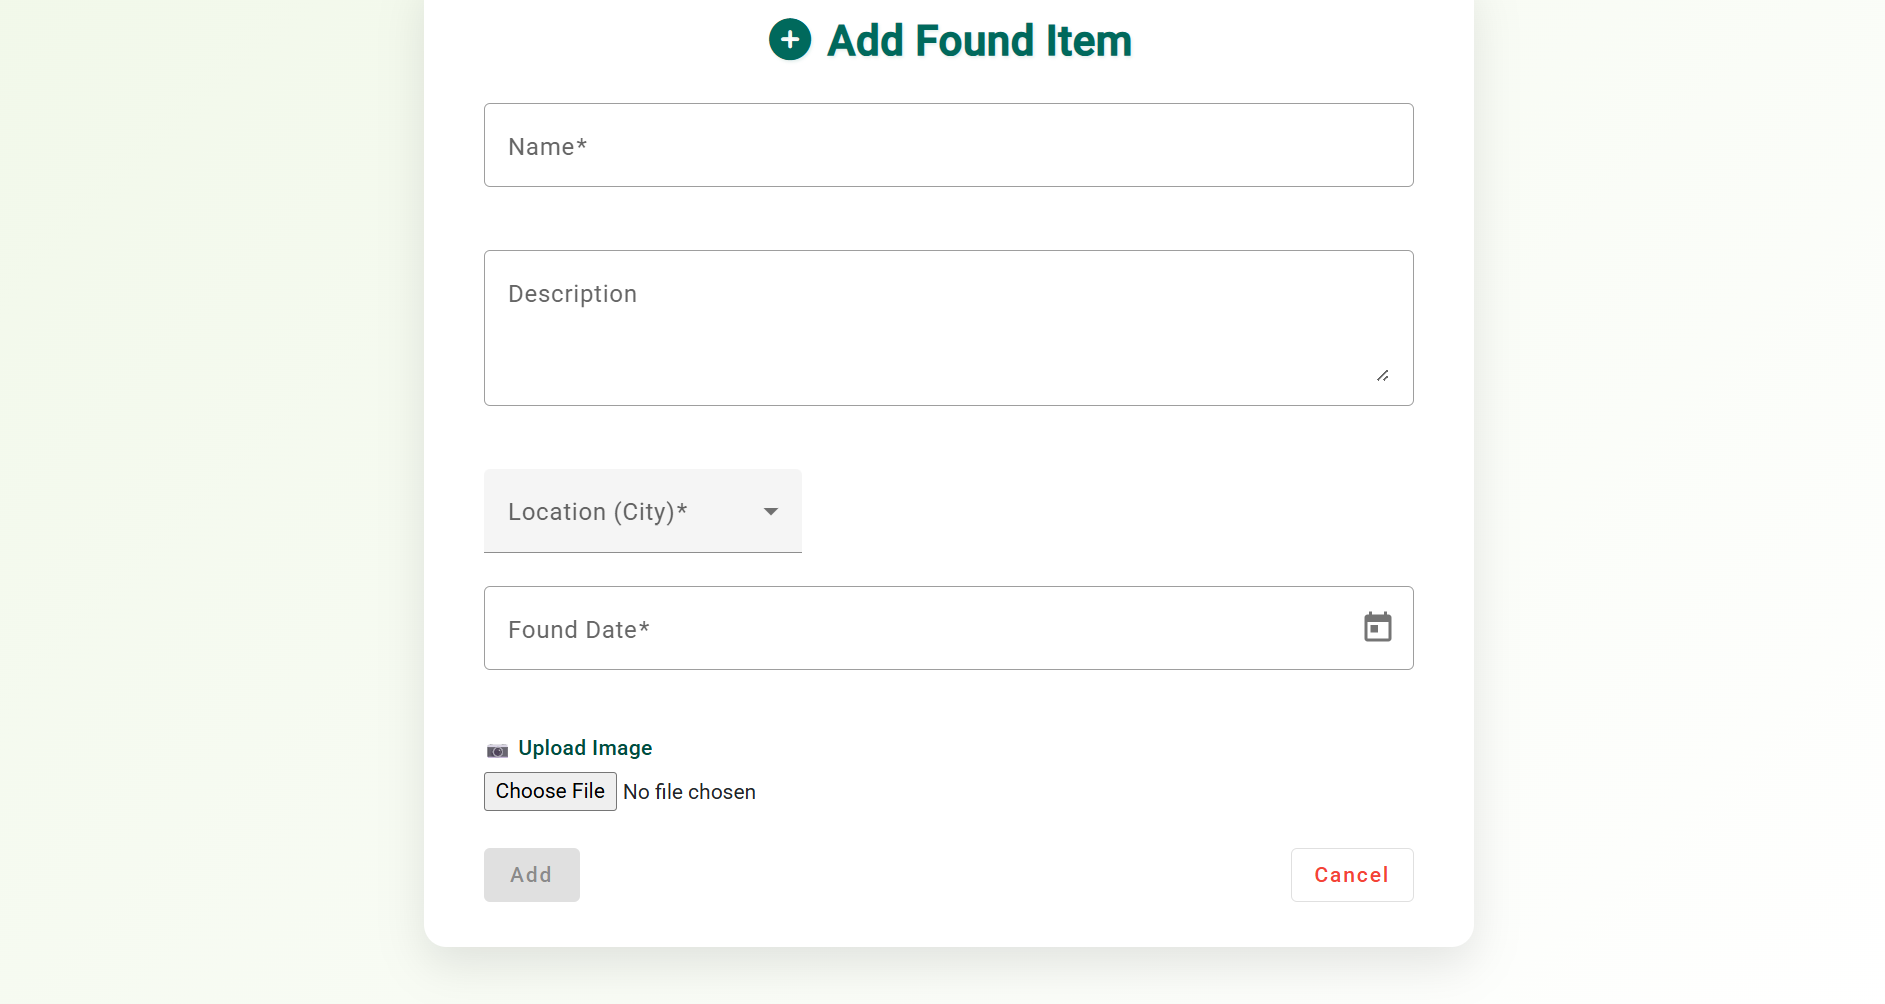 Add Found Item
Name*
Description
Location (City)*
Found Date*
Upload Image
Choose File No file chosen
Add
Cancel